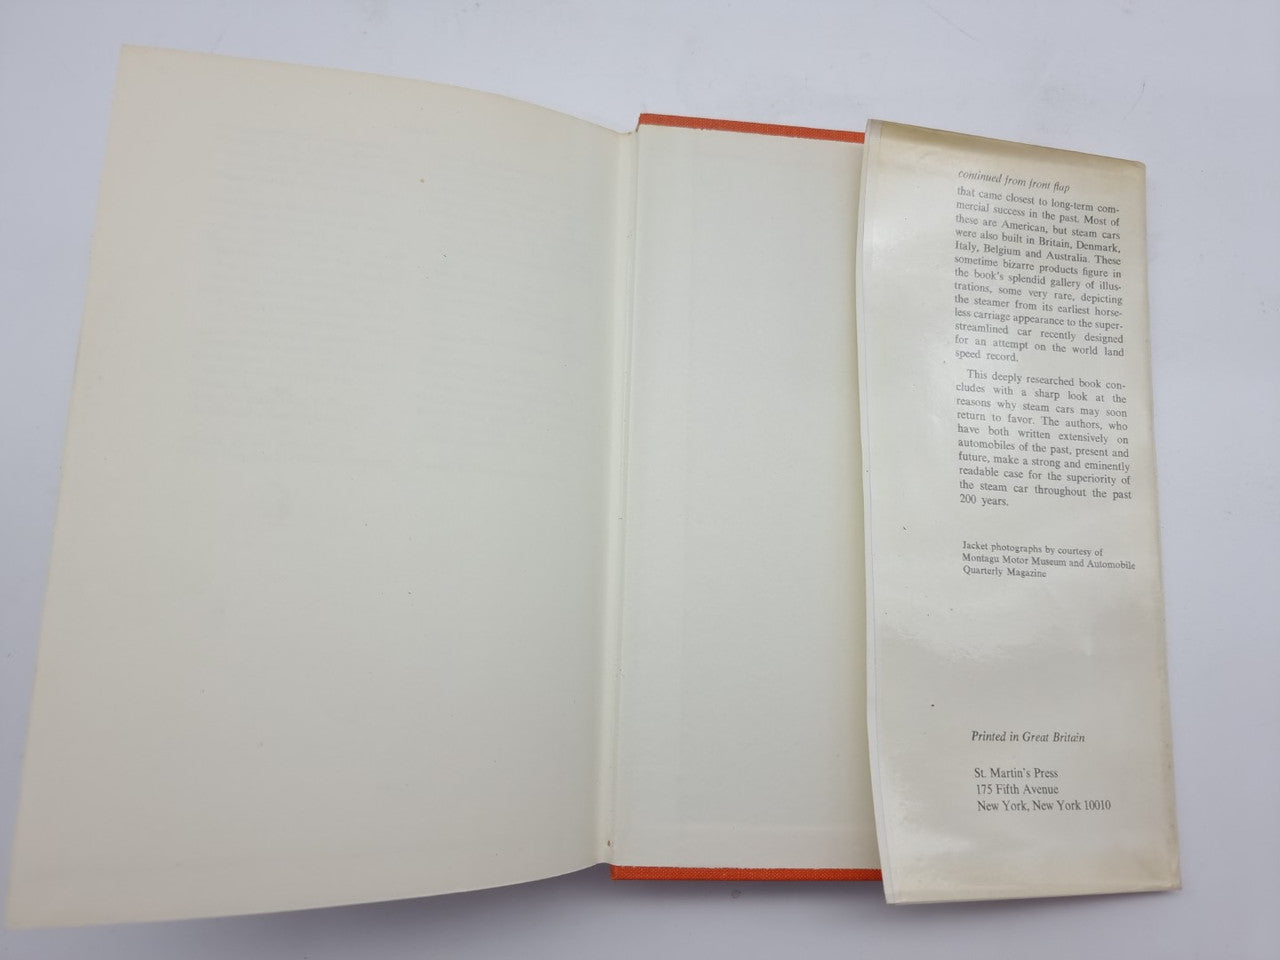 continued from front flap
that came closest to long-term com-
mercial success in the past. Most of
these are American, but steam cars
were also built in Britain, Denmark,
Italy, Belgium and Australia. These
sometime bizarre products figure in
the book's splendid gallery of illus-
trations, some very rare, depicting
the steamer from its earliest horse-
less carriage appearance to the super-
streamlined car recently designed
for an attempt on the world land
speed record.
This deeply researched book con-
cludes with a sharp look at the
reasons why steam cars may soon
return to favor. The authors, who
have both written extensively on
automobiles of the past, present and
future, make a strong and eminently
readable case for the superiority of
the steam car throughout the past
200 years.
Jacket photographs by courtesy of
Montagu Motor Museum and Automobile
Quarterly Magazine
Printed in Great Britain
St. Martin's Press
175 Fifth Avenue
New York, New York 10010